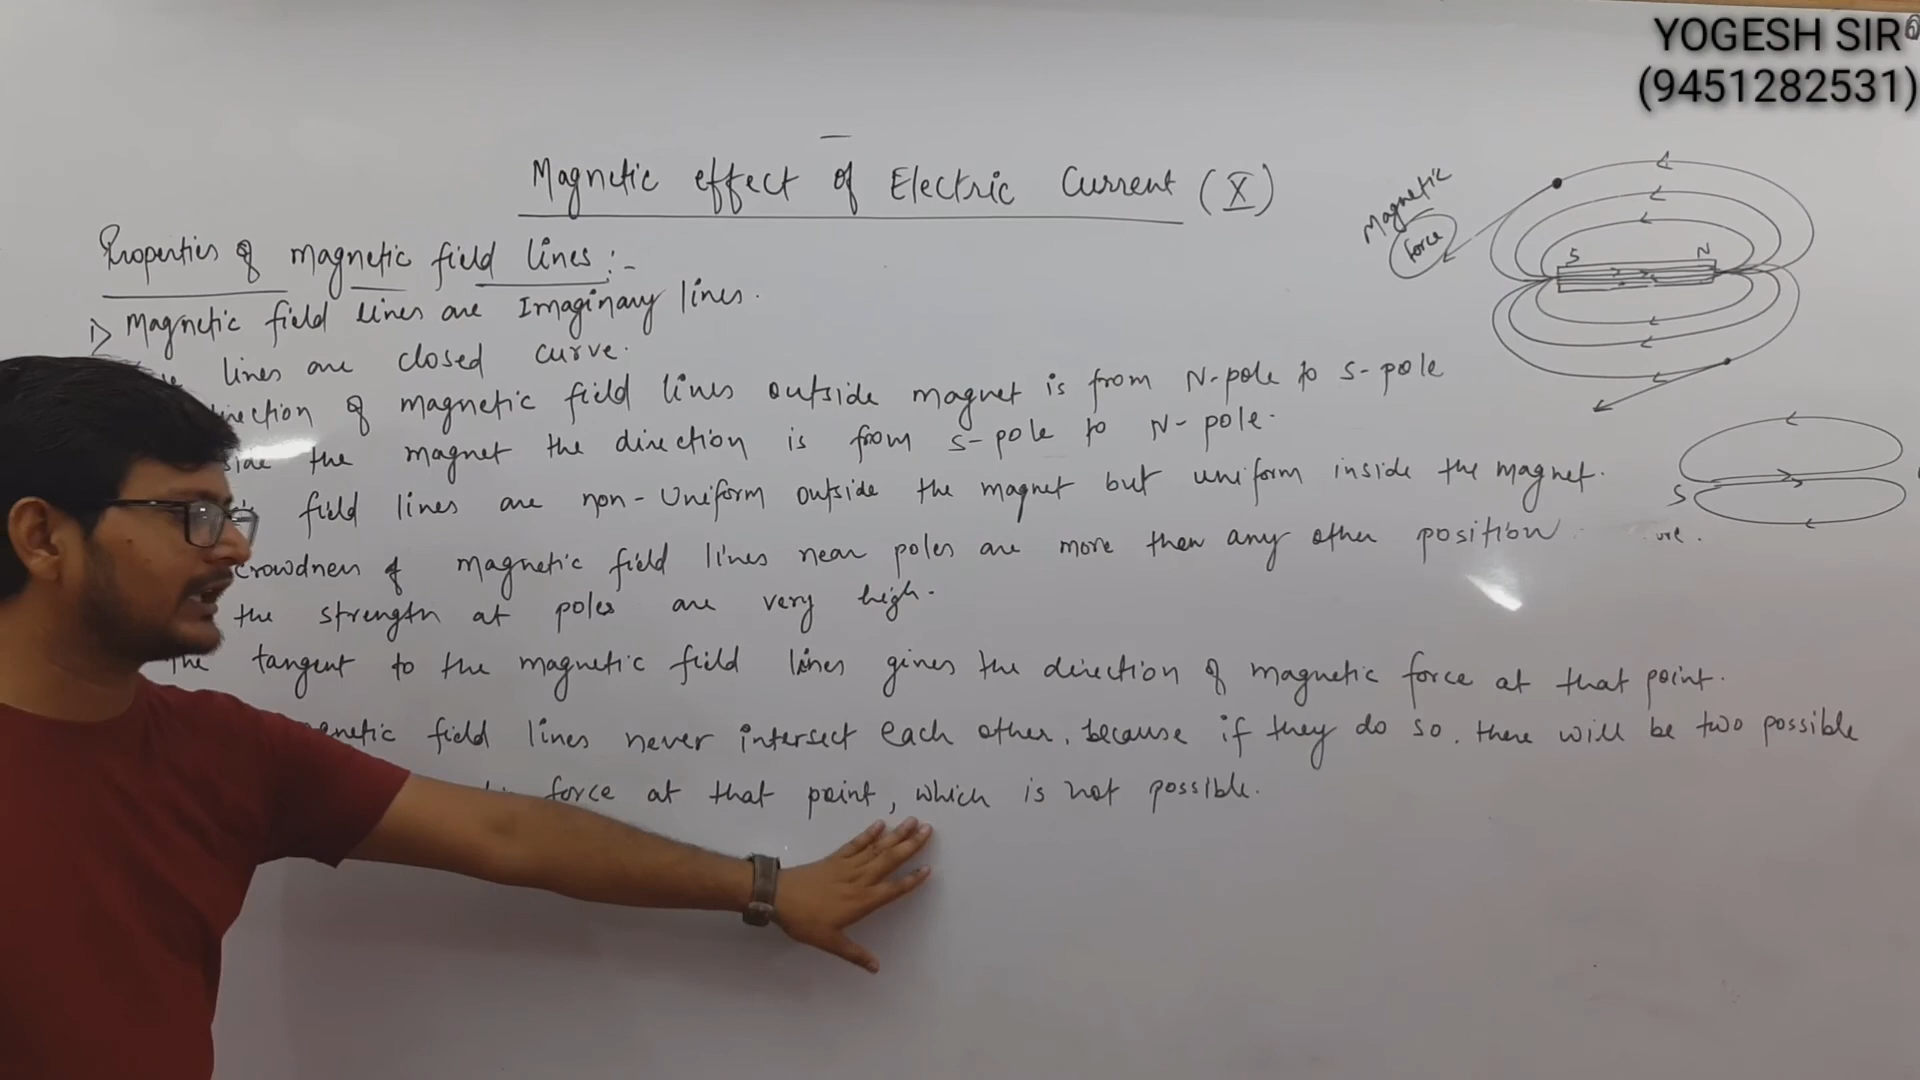 YOGESH SIR
(9451282531)
Magnetic effect of Electric Current (X)
Properties of magnetic field lines :-
1) Magnetic field lines are Imaginary lines.
lines are closed curve.
of magnetic field lines outside magnet is from N-pole to S-pole
the magnet the direction is from S-pole to N-pole.
field lines are non-Uniform outside the magnet but uniform inside the magnet.
of magnetic field lines near poles are more then any other position
the strength at poles are very high.
The tangent to the magnetic field lines gives the direction of magnetic force at that point.
field lines never intersect each other, because if they do so, there will be two possible
force at that point, which is not possible.
Magnetic
force
S N
S